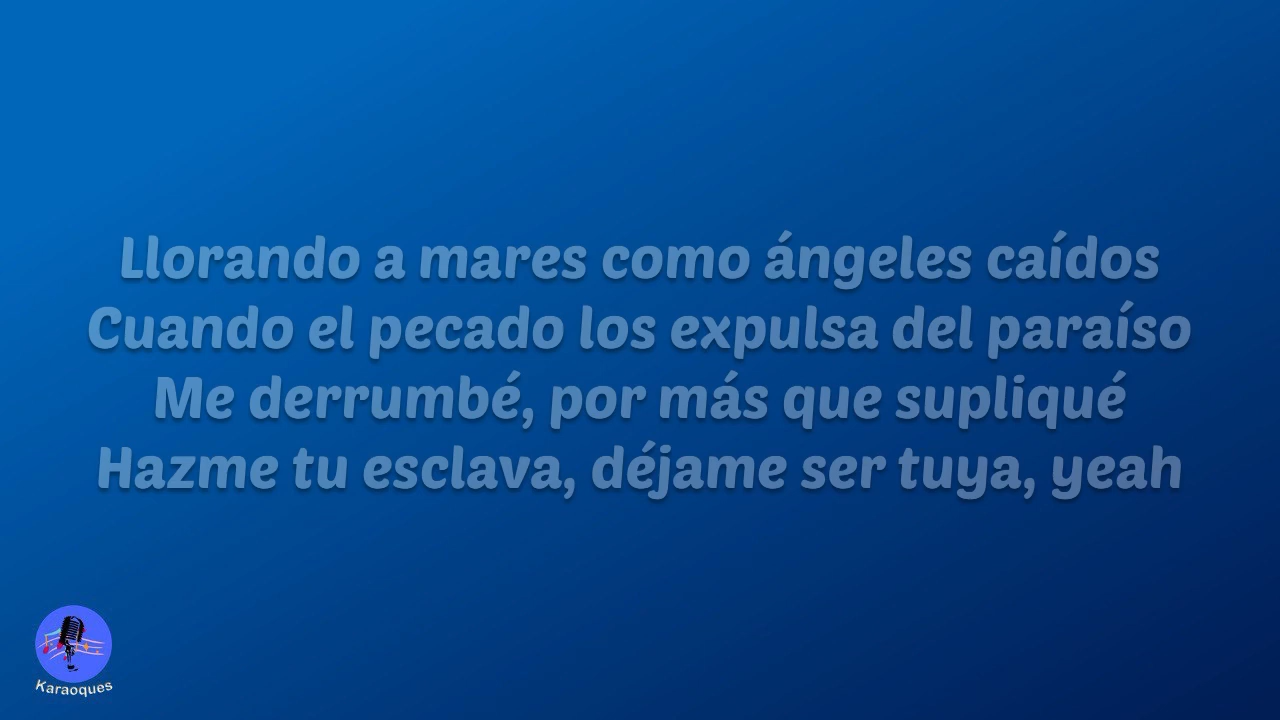 Llorando a mares como ángeles caídos
Cuando el pecado los expulsa del paraíso
Me derrumbé, por más que supliqué
Hazme tu esclava, déjame ser tuya, yeah
Karaoques